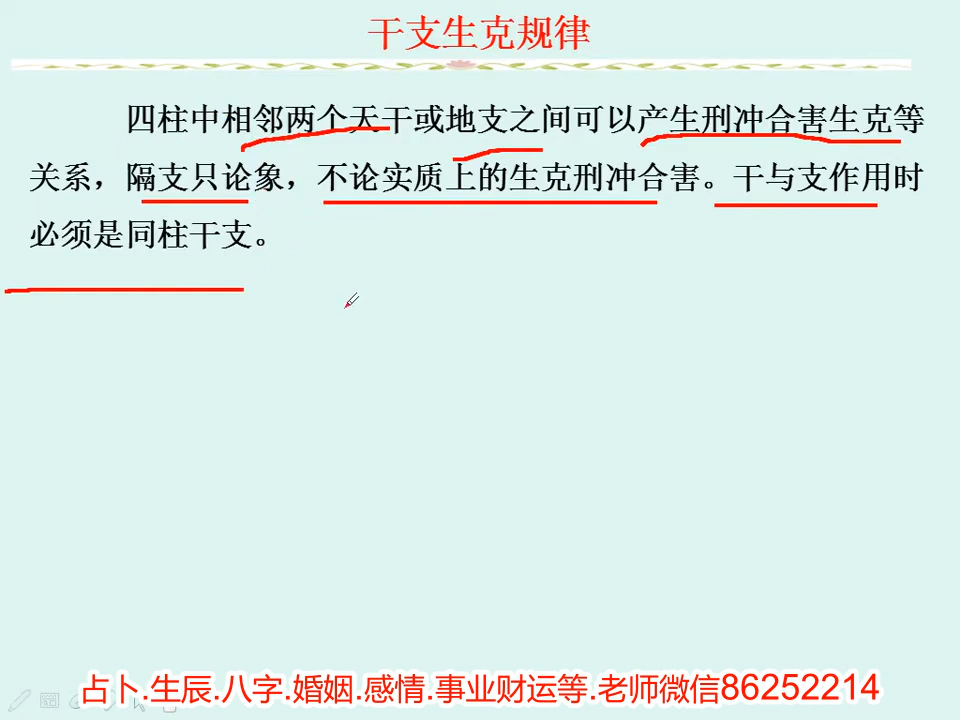 干支生克规律
四柱中相邻两个天干或地支之间可以产生刑冲合害生克等
关系，隔支只论象，不论实质上的生克刑冲合害。干与支作用时
必须是同柱干支。
占卜.生辰.八字.婚姻.感情.事业财运等.老师微信86252214